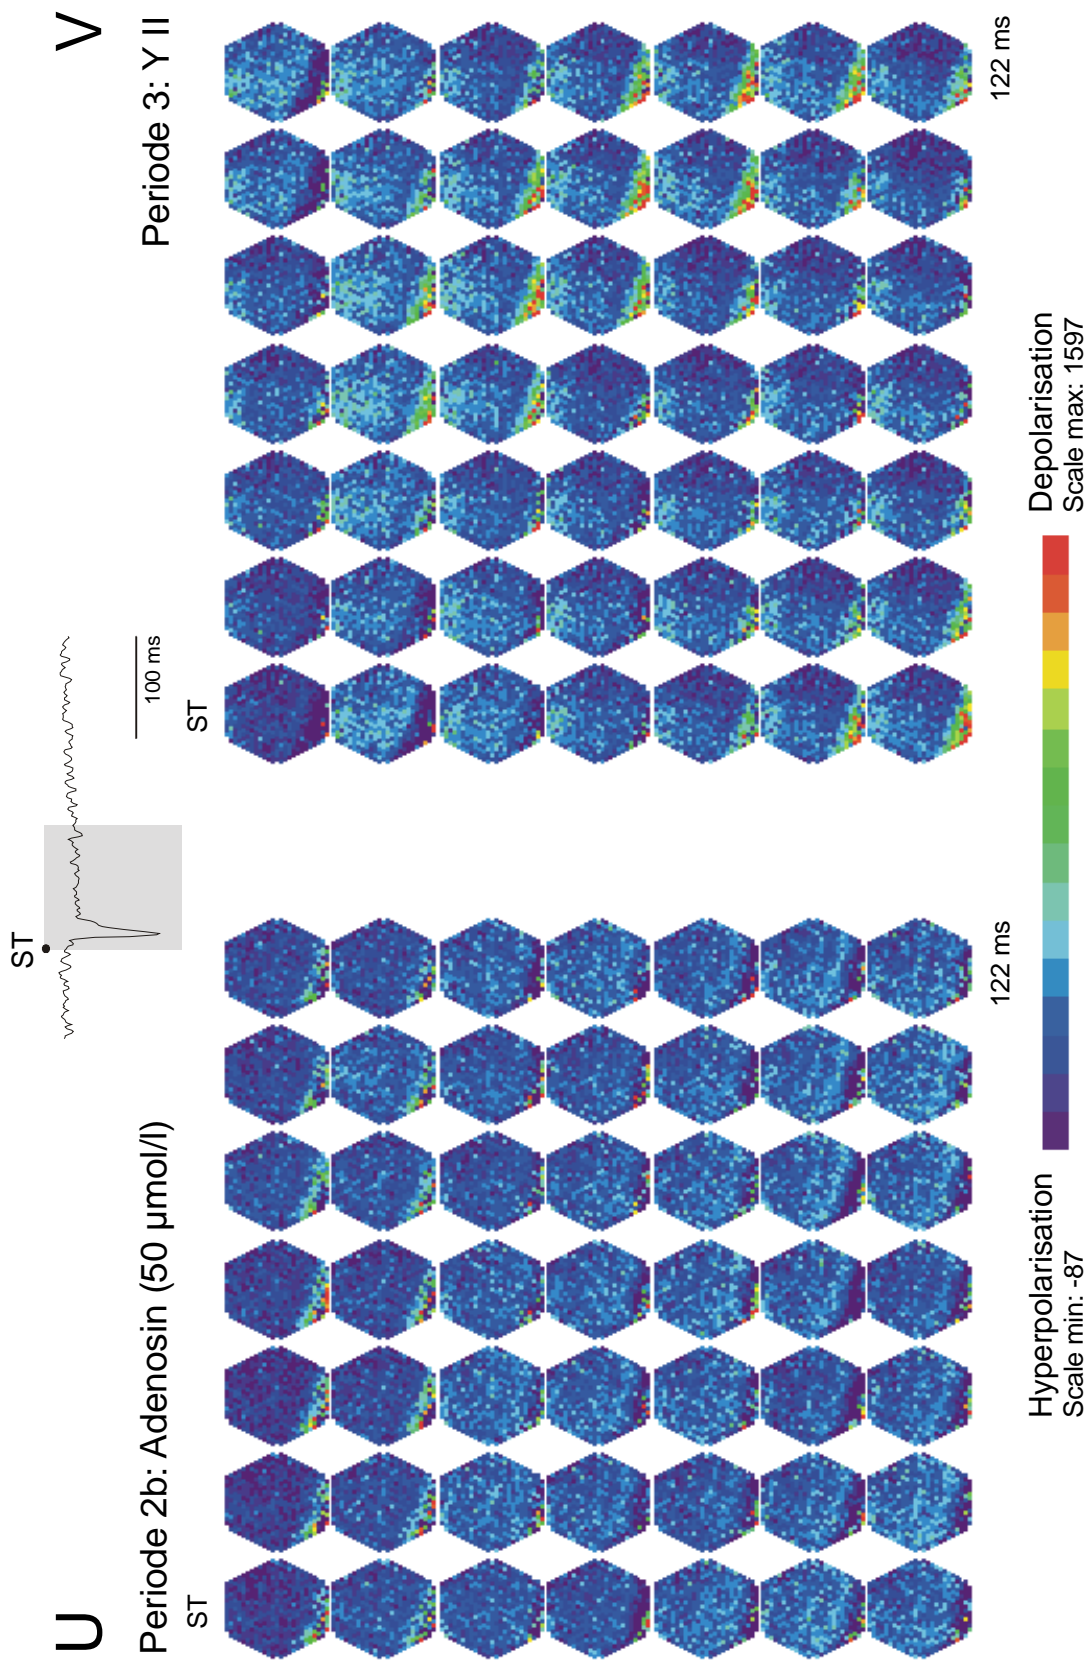 U
V
Periode 2b: Adenosin (50 µmol/l)
Periode 3: Y II
ST
100 ms
ST
ST
122 ms
122 ms
Hyperpolarisation
Scale min: -87
Depolarisation
Scale max: 1597